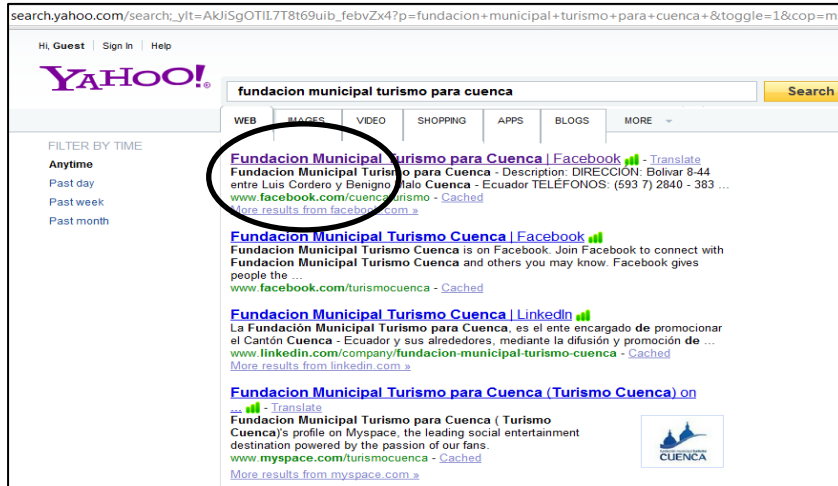 search.yahoo.com/search;_ylt=AkJiSgOTIL7T8t69uib_febvZx4?p=fundacion+municipal+turismo+para+cuenca+&toggle=1&cop=m
Hi, Guest | Sign In | Help
YAHOO!®
fundacion municipal turismo para cuenca
Search
WEB IMAGES VIDEO SHOPPING APPS BLOGS MORE
FILTER BY TIME
Anytime
Past day
Past week
Past month
Fundacion Municipal Turismo para Cuenca | Facebook - Translate
Fundacion Municipal Turismo para Cuenca - Description: DIRECCIÓN: Bolivar 8-44
entre Luis Cordero y Benigno Malo Cuenca - Ecuador TELÉFONOS: (593 7) 2840 - 383 ...
www.facebook.com/cuencaturismo - Cached
More results from facebook.com »
Fundacion Municipal Turismo Cuenca | Facebook
Fundacion Municipal Turismo Cuenca is on Facebook. Join Facebook to connect with
Fundacion Municipal Turismo Cuenca and others you may know. Facebook gives
people the ...
www.facebook.com/turismocuenca - Cached
Fundacion Municipal Turismo Cuenca | LinkedIn
La Fundación Municipal Turismo para Cuenca, es el ente encargado de promocionar
el Cantón Cuenca - Ecuador y sus alrededores, mediante la difusión y promoción de ...
www.linkedin.com/company/fundacion-municipal-turismo-cuenca - Cached
More results from linkedin.com »
Fundacion Municipal Turismo para Cuenca (Turismo Cuenca) on
... - Translate
Fundacion Municipal Turismo para Cuenca ( Turismo
Cuenca)'s profile on Myspace, the leading social entertainment
destination powered by the passion of our fans.
www.myspace.com/turismocuenca - Cached
More results from myspace.com »
CUENCA